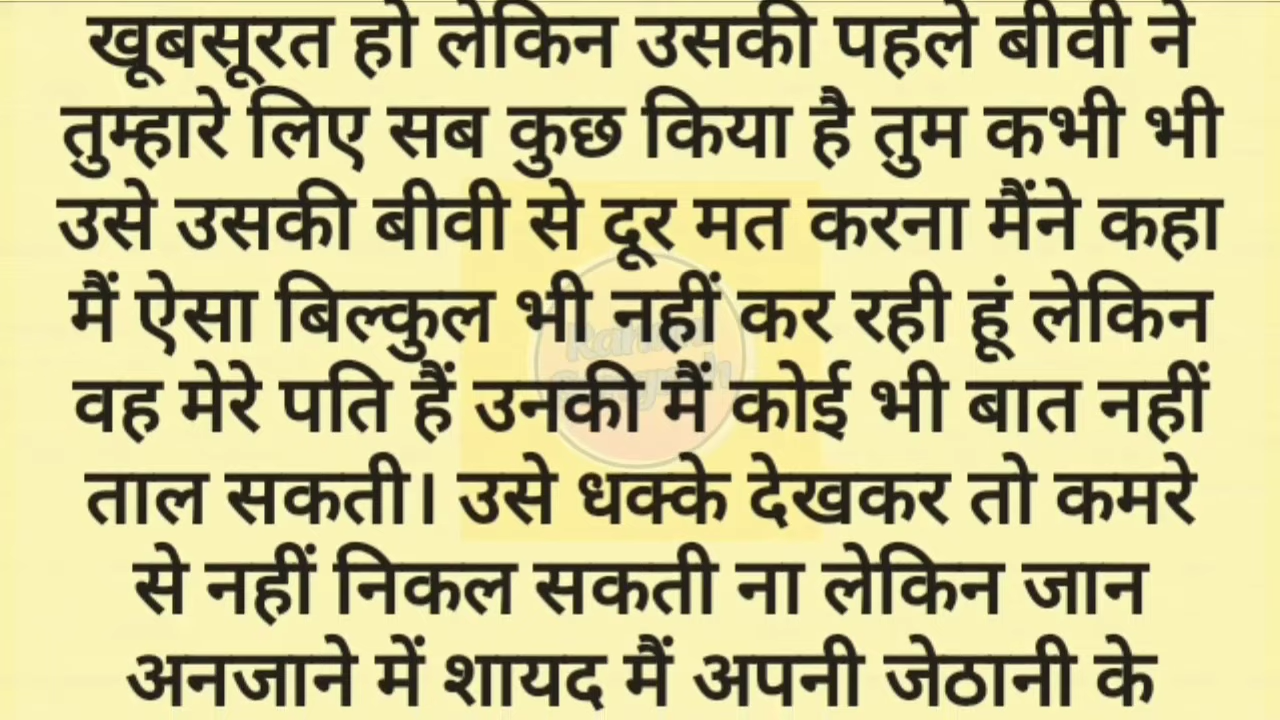 खूबसूरत हो लेकिन उसकी पहले बीवी ने
तुम्हारे लिए सब कुछ किया है तुम कभी भी
उसे उसकी बीवी से दूर मत करना मैंने कहा
मैं ऐसा बिल्कुल भी नहीं कर रही हूं लेकिन
वह मेरे पति हैं उनकी मैं कोई भी बात नहीं
ताल सकती। उसे धक्के देखकर तो कमरे
से नहीं निकल सकती ना लेकिन जान
अनजाने में शायद मैं अपनी जेठानी के